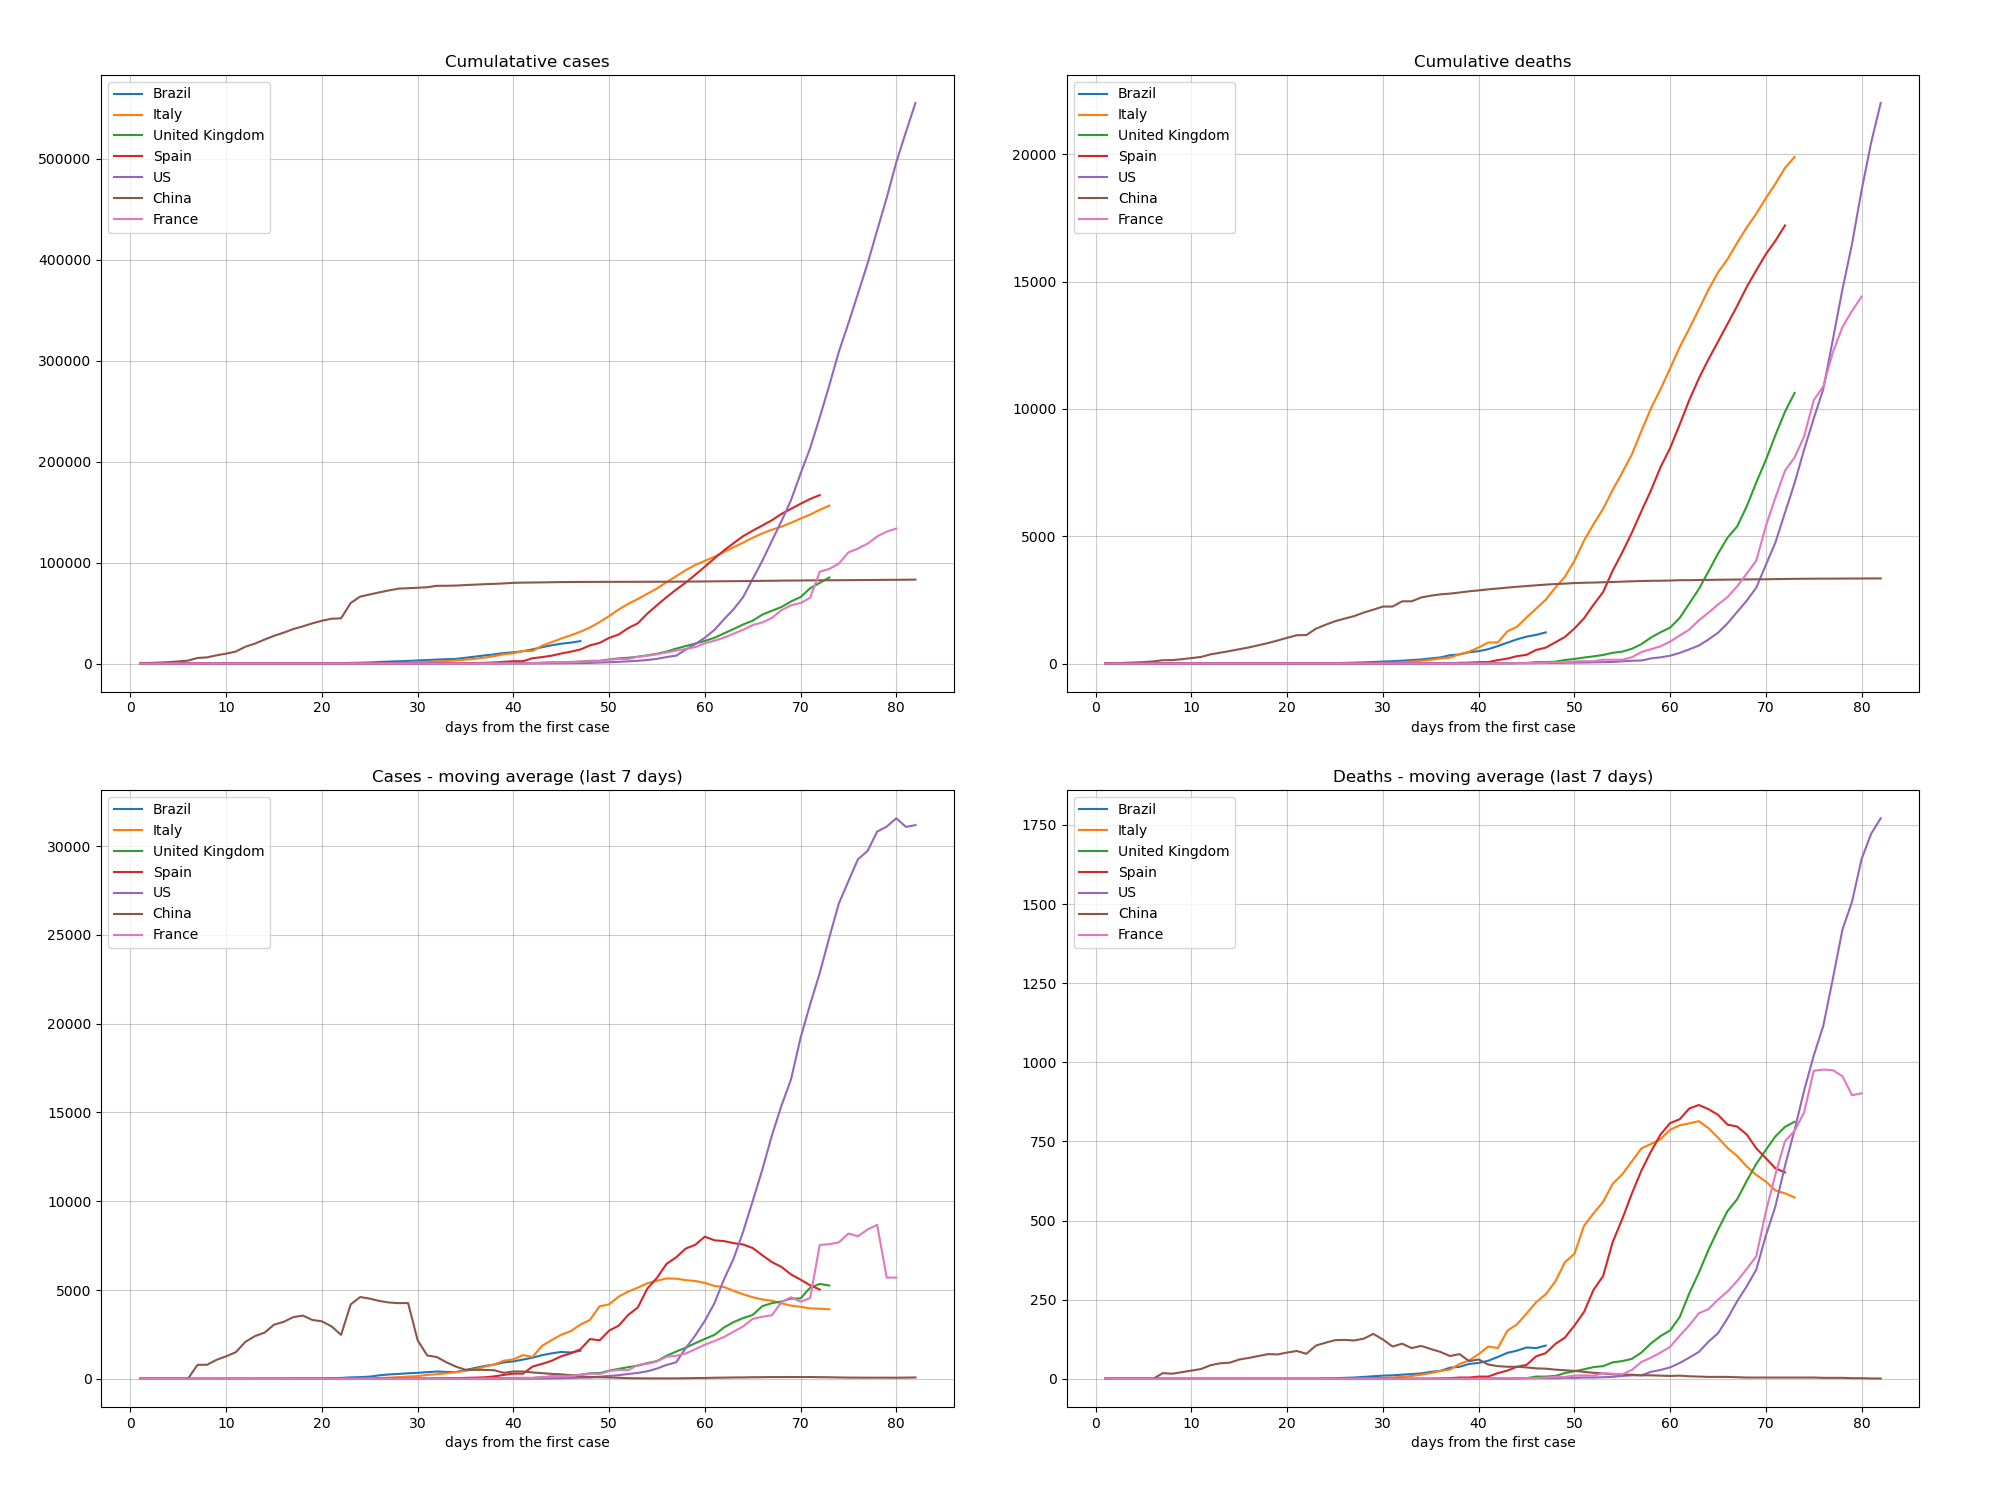 Cumulatative cases
Brazil
Italy
United Kingdom
Spain
US
China
France
500000
400000
300000
200000
100000
0
0 10 20 30 40 50 60 70 80
days from the first case
Cumulative deaths
Brazil
Italy
United Kingdom
Spain
US
China
France
20000
15000
10000
5000
0
0 10 20 30 40 50 60 70 80
days from the first case
Cases - moving average (last 7 days)
Brazil
Italy
United Kingdom
Spain
US
China
France
30000
25000
20000
15000
10000
5000
0
0 10 20 30 40 50 60 70 80
days from the first case
Deaths - moving average (last 7 days)
Brazil
Italy
United Kingdom
Spain
US
China
France
1750
1500
1250
1000
750
500
250
0
0 10 20 30 40 50 60 70 80
days from the first case